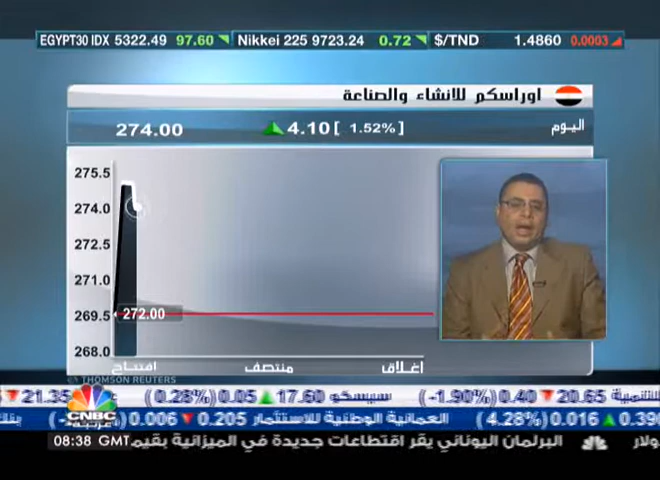 EGYPT30 IDX 5322.49 97.60 Nikkei 225 9723.24 0.72 $/TND 1.4860 0.0003
اوراسكم للانشاء والصناعة
اليوم 4.10 [ 1.52% ] 274.00
275.5
274.0
272.5
271.0
269.5
268.0
272.00
افتتاح منتصف إغلاق
THOMSON REUTERS
21.35 (0.28%) 0.05 17.60 سيسكو (-1.90%) 0.40 20.65
CNBC عربية
0.006 0.205 العمانية الوطنية للاستثمار (4.28%) 0.016 0.390
08:38 GMT البرلمان اليوناني يقر اقتطاعات جديدة في الميزانية بقيم